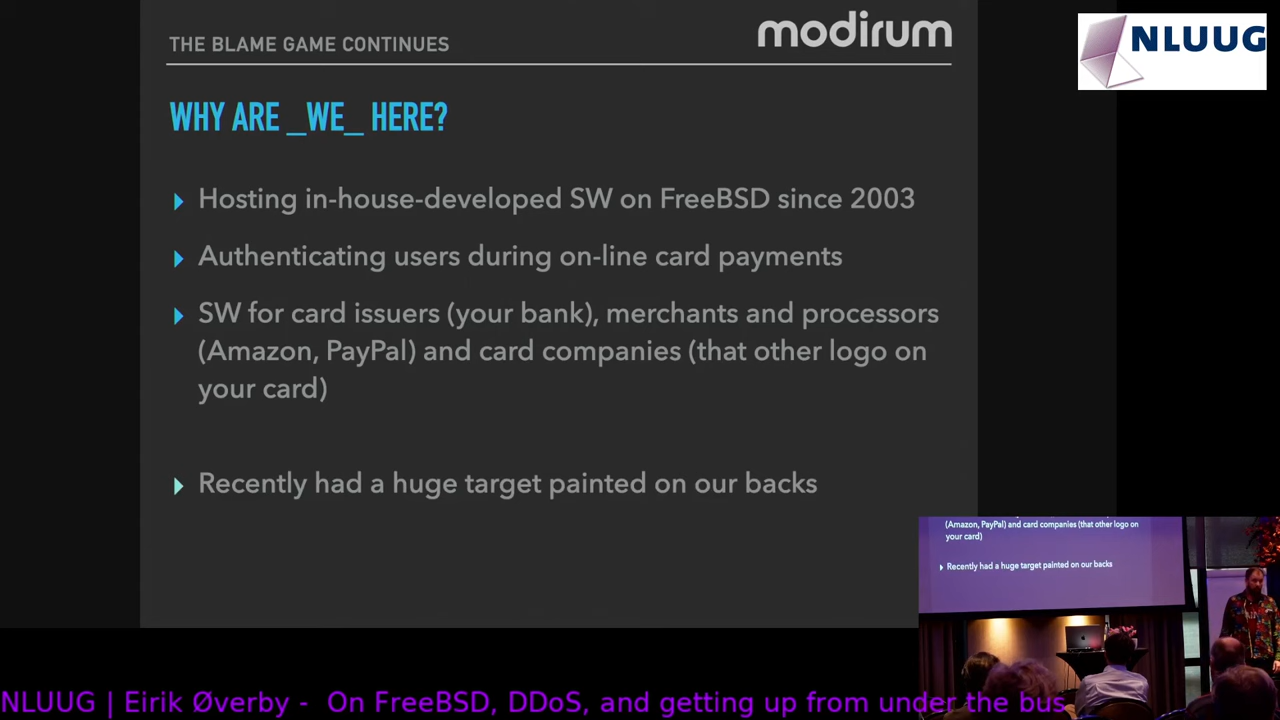 THE BLAME GAME CONTINUES
modirum
NLUUG
WHY ARE _WE_ HERE?
Hosting in-house-developed SW on FreeBSD since 2003
Authenticating users during on-line card payments
SW for card issuers (your bank), merchants and processors
(Amazon, PayPal) and card companies (that other logo on
your card)
Recently had a huge target painted on our backs
(Amazon, PayPal) and card companies (that other logo on
your card)
Recently had a huge target painted on our backs
NLUUG | Eirik Øverby - On FreeBSD, DDoS, and getting up from under the bus